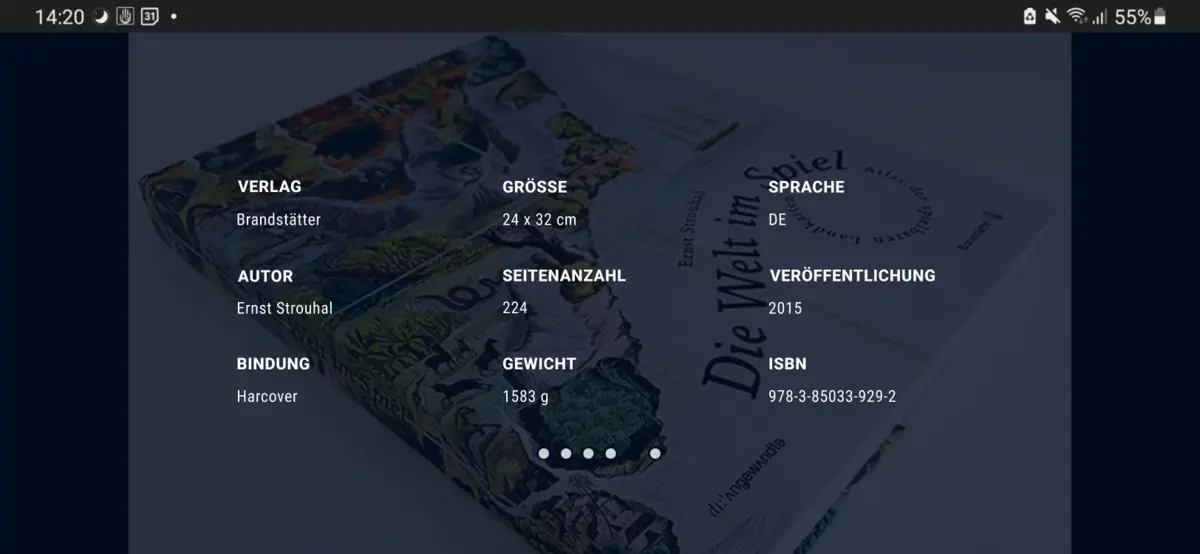 14:20
31
55%
VERLAG
Brandstätter
GRÖSSE
24 x 32 cm
SPRACHE
DE
AUTOR
Ernst Strouhal
SEITENANZAHL
224
VERÖFFENTLICHUNG
2015
BINDUNG
Harcover
GEWICHT
1583 g
ISBN
978-3-85033-929-2
Ernst Strouhal
Die Welt im Spiel
Atlas der spielbaren Landkarten
Brandstätter
di:'Angewandte